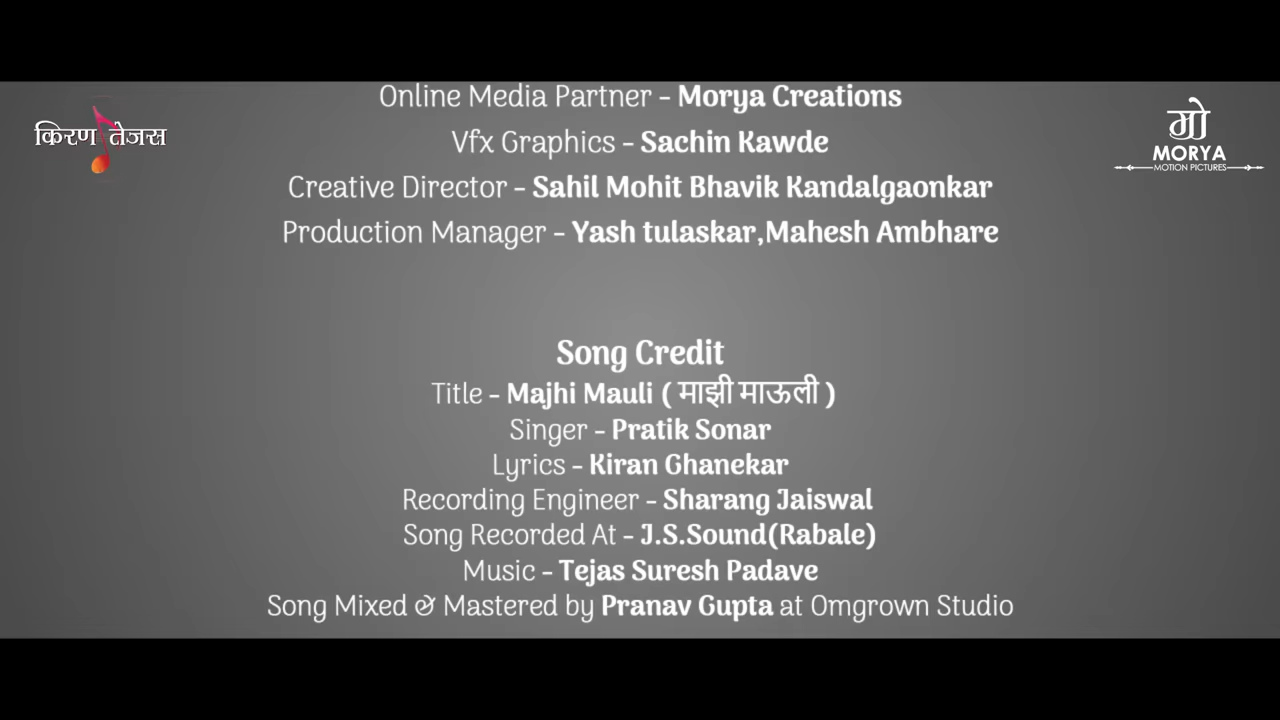 Online Media Partner - Morya Creations
किरण तेजस
मो
MORYA
MOTION PICTURES
Vfx Graphics - Sachin Kawde
Creative Director - Sahil Mohit Bhavik Kandalgaonkar
Production Manager - Yash tulaskar,Mahesh Ambhare
Song Credit
Title - Majhi Mauli ( माझी माऊली )
Singer - Pratik Sonar
Lyrics - Kiran Ghanekar
Recording Engineer - Sharang Jaiswal
Song Recorded At - J.S.Sound(Rabale)
Music - Tejas Suresh Padave
Song Mixed & Mastered by Pranav Gupta at Omgrown Studio